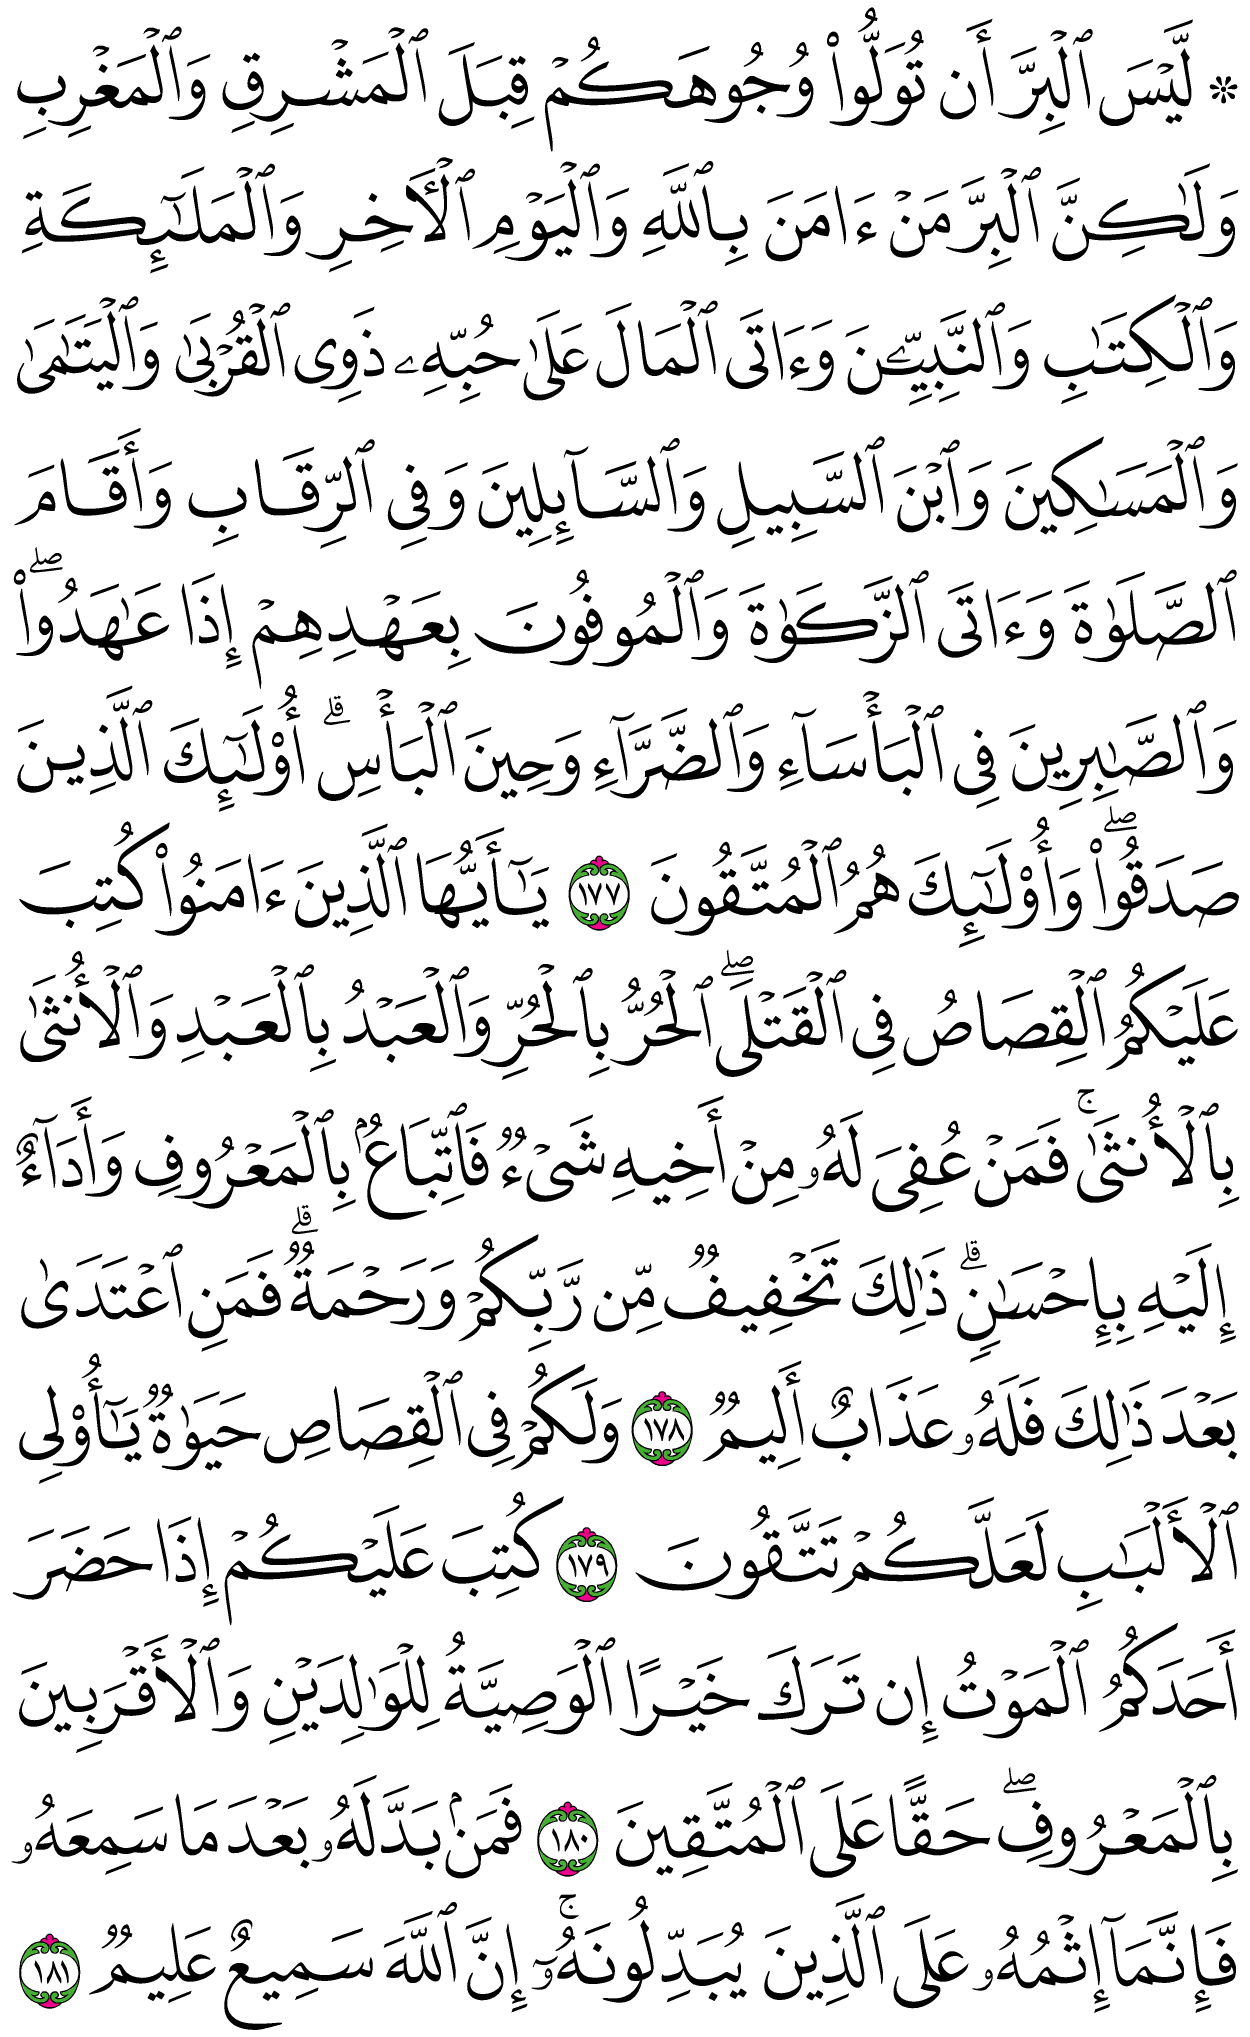 ۞ لَّيۡسَ ٱلۡبِرَّ أَن تُوَلُّواْ وُجُوهَكُمۡ قِبَلَ ٱلۡمَشۡرِقِ وَٱلۡمَغۡرِبِ
وَلَٰكِنَّ ٱلۡبِرَّ مَنۡ ءَامَنَ بِٱللَّهِ وَٱلۡيَوۡمِ ٱلۡأٓخِرِ وَٱلۡمَلَٰٓئِكَةِ
وَٱلۡكِتَٰبِ وَٱلنَّبِيِّـۧنَ وَءَاتَى ٱلۡمَالَ عَلَىٰ حُبِّهِۦ ذَوِي ٱلۡقُرۡبَىٰ وَٱلۡيَتَٰمَىٰ
وَٱلۡمَسَٰكِينَ وَٱبۡنَ ٱلسَّبِيلِ وَٱلسَّآئِلِينَ وَفِي ٱلرِّقَابِ وَأَقَامَ
ٱلصَّلَوٰةَ وَءَاتَى ٱلزَّكَوٰةَ وَٱلۡمُوفُونَ بِعَهۡدِهِمۡ إِذَا عَٰهَدُواْۖ
وَٱلصَّٰبِرِينَ فِي ٱلۡبَأۡسَآءِ وَٱلضَّرَّآءِ وَحِينَ ٱلۡبَأۡسِۗ أُوْلَٰٓئِكَ ٱلَّذِينَ
صَدَقُواْۖ وَأُوْلَٰٓئِكَ هُمُ ٱلۡمُتَّقُونَ ١٧٧ يَٰٓأَيُّهَا ٱلَّذِينَ ءَامَنُواْ كُتِبَ
عَلَيۡكُمُ ٱلۡقِصَاصُ فِي ٱلۡقَتۡلَىۖ ٱلۡحُرُّ بِٱلۡحُرِّ وَٱلۡعَبۡدُ بِٱلۡعَبۡدِ وَٱلۡأُنثَىٰ
بِٱلۡأُنثَىٰۚ فَمَنۡ عُفِيَ لَهُۥ مِنۡ أَخِيهِ شَيۡءٞ فَٱتِّبَاعُۢ بِٱلۡمَعۡرُوفِ وَأَدَآءٌ
إِلَيۡهِ بِإِحۡسَٰنٖۗ ذَٰلِكَ تَخۡفِيفٞ مِّن رَّبِّكُمۡ وَرَحۡمَةٞۗ فَمَنِ ٱعۡتَدَىٰ
بَعۡدَ ذَٰلِكَ فَلَهُۥ عَذَابٌ أَلِيمٞ ١٧٨ وَلَكُمۡ فِي ٱلۡقِصَاصِ حَيَوٰةٞ يَٰٓأُوْلِي
ٱلۡأَلۡبَٰبِ لَعَلَّكُمۡ تَتَّقُونَ ١٧٩ كُتِبَ عَلَيۡكُمۡ إِذَا حَضَرَ
أَحَدَكُمُ ٱلۡمَوۡتُ إِن تَرَكَ خَيۡرًا ٱلۡوَصِيَّةُ لِلۡوَٰلِدَيۡنِ وَٱلۡأَقۡرَبِينَ
بِٱلۡمَعۡرُوفِۖ حَقًّا عَلَى ٱلۡمُتَّقِينَ ١٨٠ فَمَنۢ بَدَّلَهُۥ بَعۡدَ مَا سَمِعَهُۥ
فَإِنَّمَآ إِثۡمُهُۥ عَلَى ٱلَّذِينَ يُبَدِّلُونَهُۥٓۚ إِنَّ ٱللَّهَ سَمِيعٌ عَلِيمٞ ١٨١